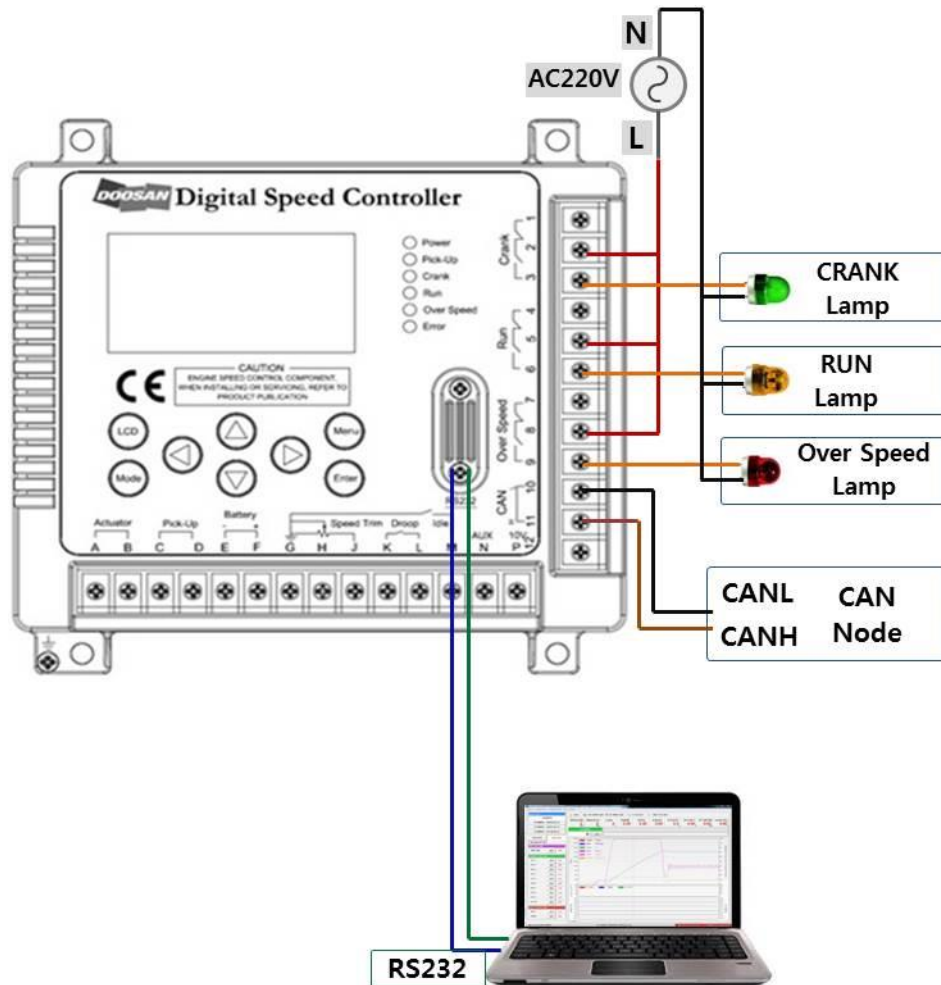 N
AC220V
L
DOOSAN Digital Speed Controller
Power
Pick-Up
Crank
Run
Over Speed
Error
CAUTION
ENGINE SPEED CONTROL COMPONENT,
WHEN INSTALLING OR SERVICING, REFER TO
PRODUCT PUBLICATION
CE
LCD
Menu
Mode
Enter
RS232
Crank
1
2
3
Run
4
5
6
Over Speed
7
8
9
CAN
10
11
12
CRANK
Lamp
RUN
Lamp
Over Speed
Lamp
CANL
CANH
CAN
Node
Actuator
Pick-Up
Battery
- +
Speed Trim
Droop
Idle
AUX
10V
A B C D E F G H J K L M N P
RS232